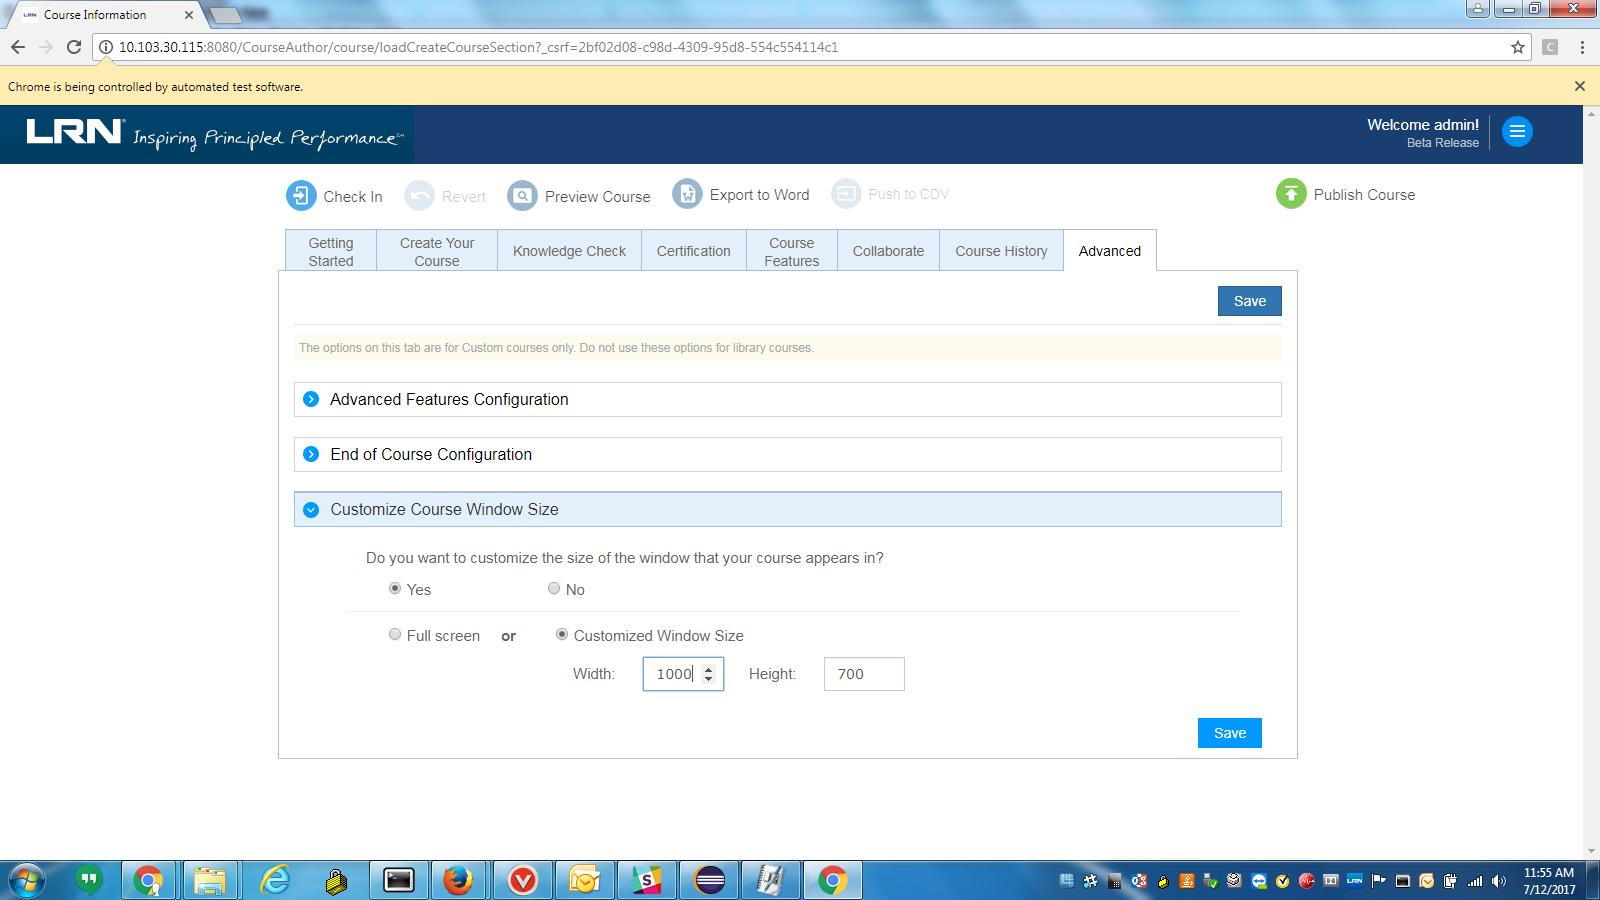 LRN Course Information
10.103.30.115:8080/CourseAuthor/course/loadCreateCourseSection?_csrf=2bf02d08-c98d-4309-95d8-554c554114c1
C
Chrome is being controlled by automated test software.
LRN Inspiring Principled Performance℠
Welcome admin!
Beta Release
Check In Revert Preview Course Export to Word Push to CDV Publish Course
Getting Started
Create Your Course
Knowledge Check
Certification
Course Features
Collaborate
Course History
Advanced
Save
The options on this tab are for Custom courses only. Do not use these options for library courses.
Advanced Features Configuration
End of Course Configuration
Customize Course Window Size
Do you want to customize the size of the window that your course appears in?
Yes No
Full screen or Customized Window Size
Width: 1000 Height: 700
Save
LRN
11:55 AM
7/12/2017